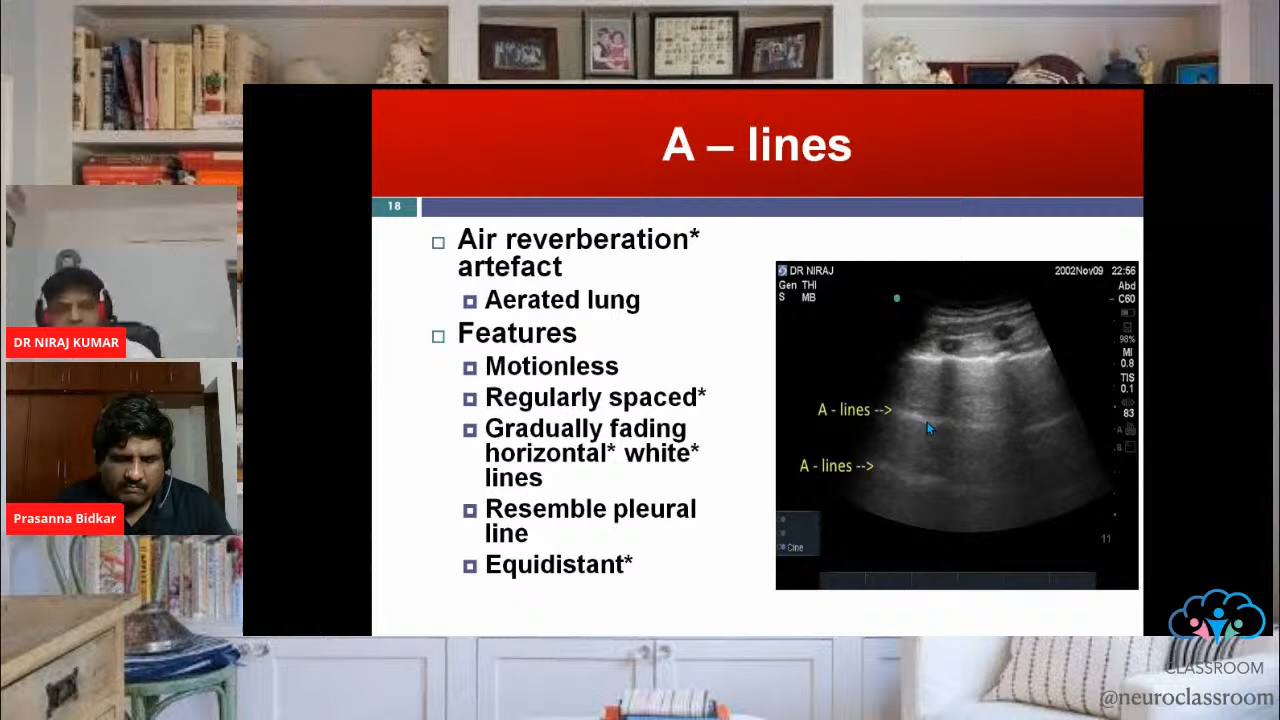 A – lines
18
Air reverberation*
artefact
Aerated lung
Features
Motionless
Regularly spaced*
Gradually fading
horizontal* white*
lines
Resemble pleural
line
Equidistant*
DR NIRAJ
2002Nov09 22:56
Gen THI
S MB
Abd
C60
98%
MI
0.8
TIS
0.1
83
A
B
A - lines -->
A - lines -->
11
Cine
DR NIRAJ KUMAR
Prasanna Bidkar
CLASSROOM
@neuroclassroom